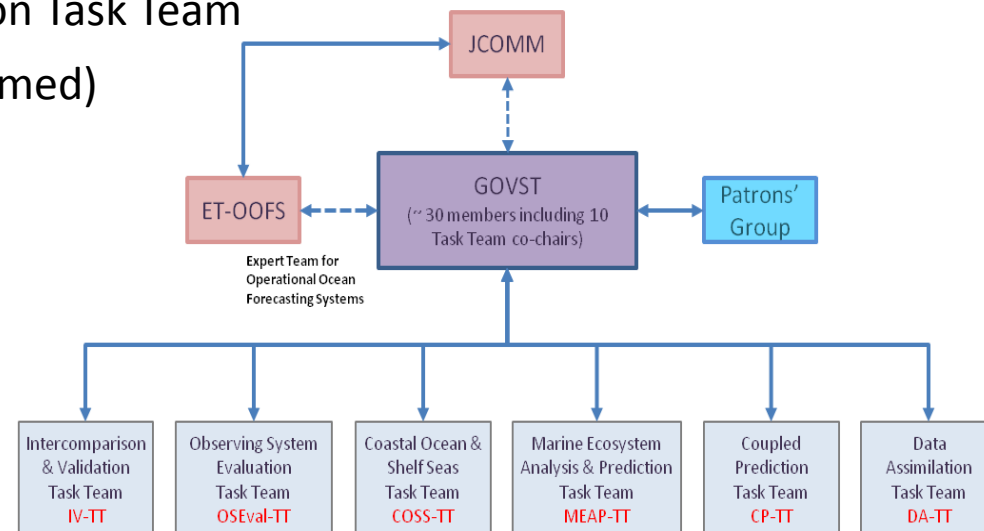 on Task Team
med)
JCOMM
ET-OOFS
GOVST
(~ 30 members including 10
Task Team co-chairs)
Patrons'
Group
Expert Team for
Operational Ocean
Forecasting Systems
Intercomparison
& Validation
Task Team
IV-TT
Observing System
Evaluation
Task Team
OSEval-TT
Coastal Ocean &
Shelf Seas
Task Team
COSS-TT
Marine Ecosystem
Analysis & Prediction
Task Team
MEAP-TT
Coupled
Prediction
Task Team
CP-TT
Data
Assimilation
Task Team
DA-TT